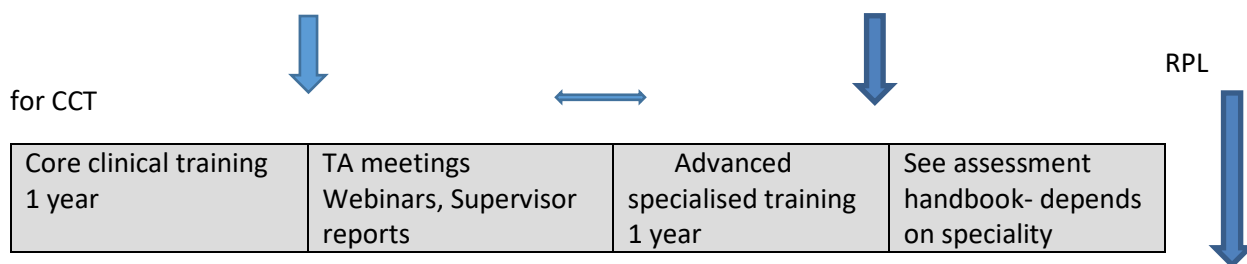 RPL
for CCT
Core clinical training
1 year
TA meetings
Webinars, Supervisor
reports
Advanced
specialised training
1 year
See assessment
handbook- depends
on speciality